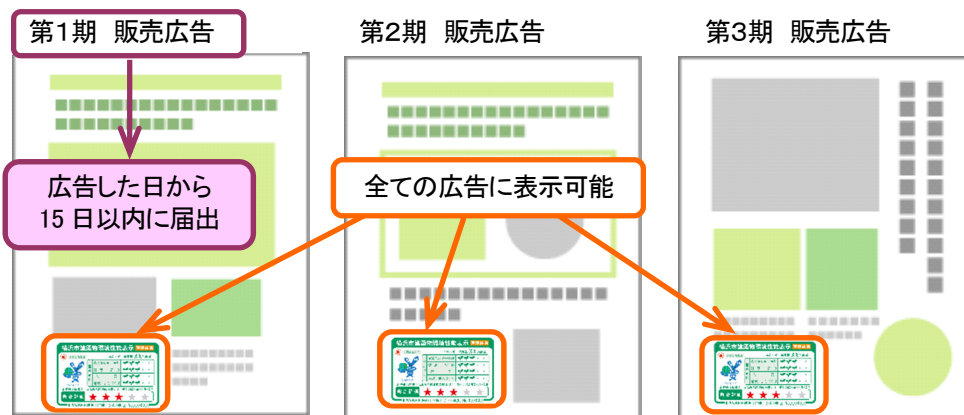 第1期 販売広告
第2期 販売広告
第3期 販売広告
広告した日から
15日以内に届出
全ての広告に表示可能